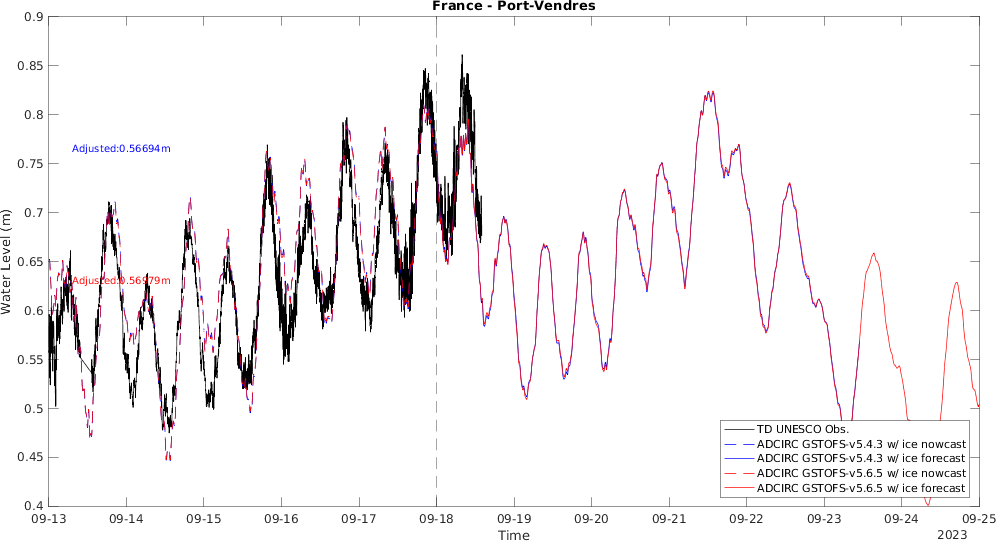 France - Port-Vendres
0.9
0.85
0.8
0.75
0.7
0.65
0.6
0.55
0.5
0.45
0.4
Water Level (m)
Adjusted:0.56694m
Adjusted:0.56979m
TD UNESCO Obs.
ADCIRC GSTOFS-v5.4.3 w/ ice nowcast
ADCIRC GSTOFS-v5.4.3 w/ ice forecast
ADCIRC GSTOFS-v5.6.5 w/ ice nowcast
ADCIRC GSTOFS-v5.6.5 w/ ice forecast
09-13 09-14 09-15 09-16 09-17 09-18 09-19 09-20 09-21 09-22 09-23 09-24 09-25
Time
2023